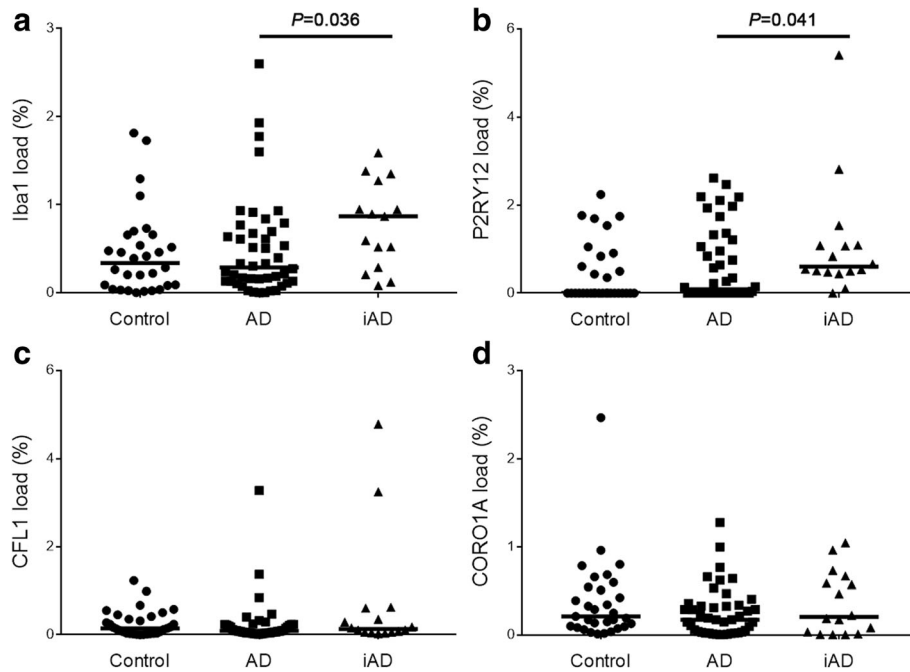 a
P=0.036
3
2
1
0
Iba1 load (%)
Control AD iAD
b
P=0.041
6
4
2
0
P2RY12 load (%)
Control AD iAD
c
6
4
2
0
CFL1 load (%)
Control AD iAD
d
3
2
1
0
CORO1A load (%)
Control AD iAD